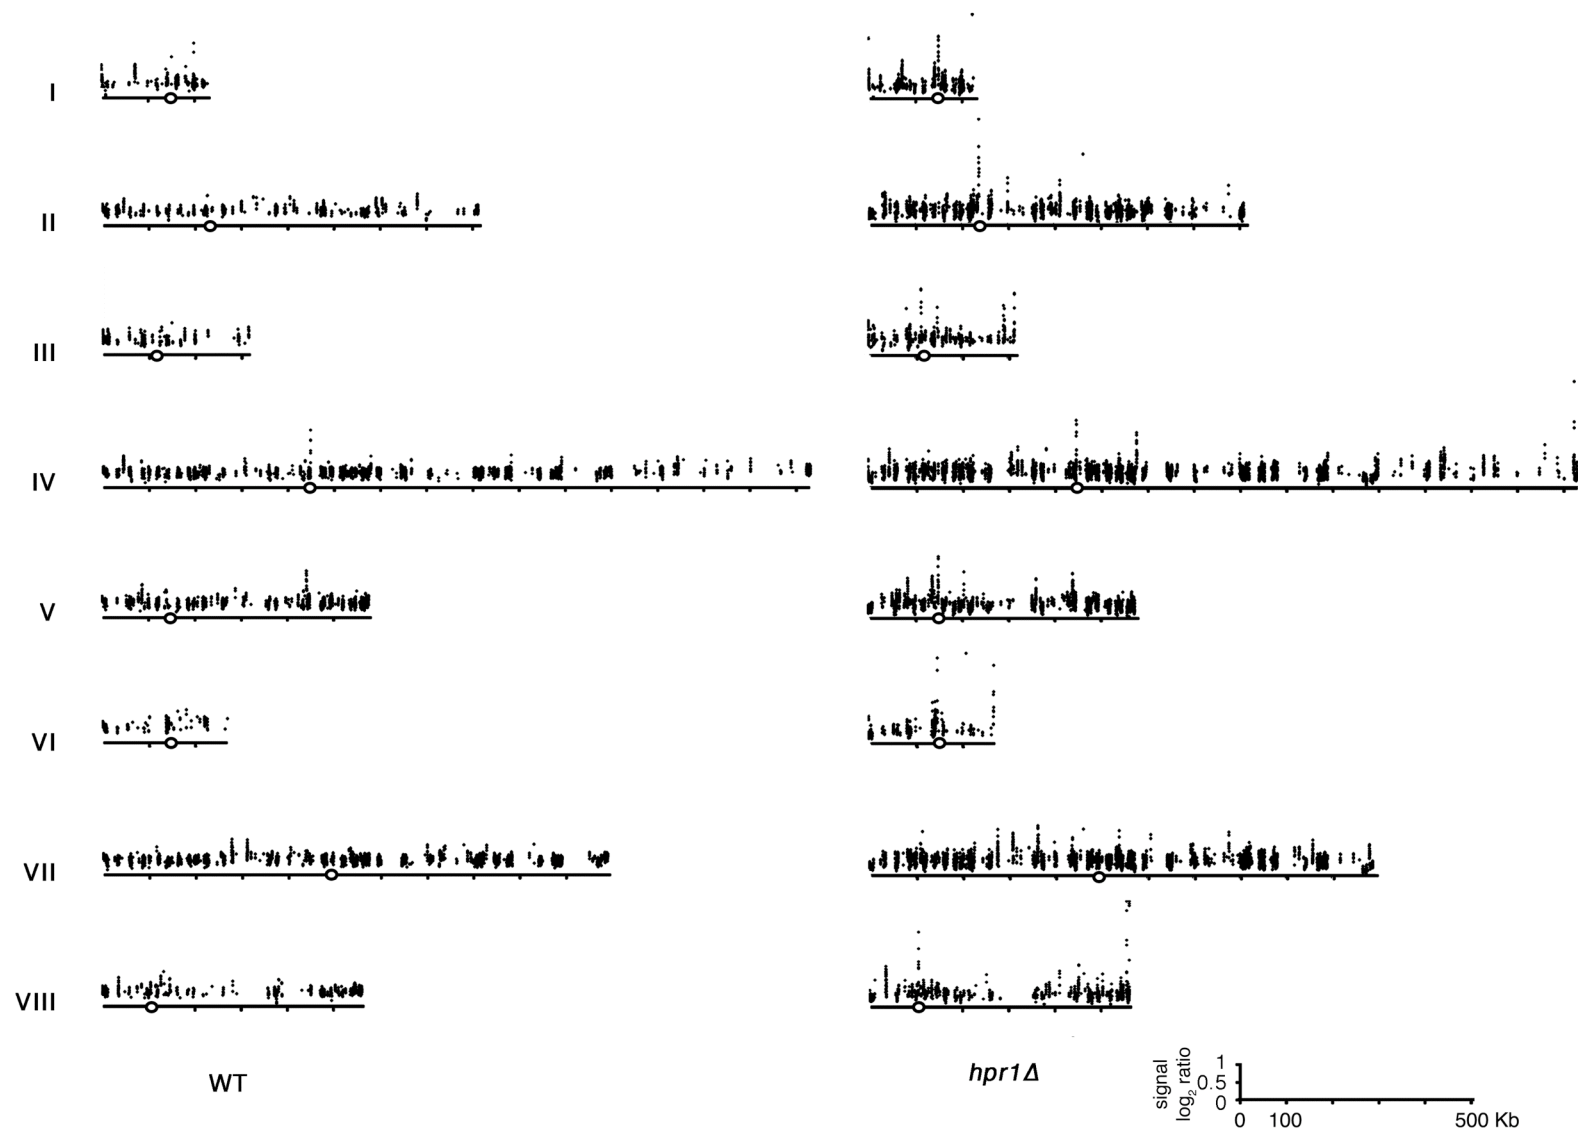 I
II
III
IV
V
VI
VII
VIII
WT
hpr1Δ
signal
log2 ratio
1
0.5
0
0 100 500 Kb